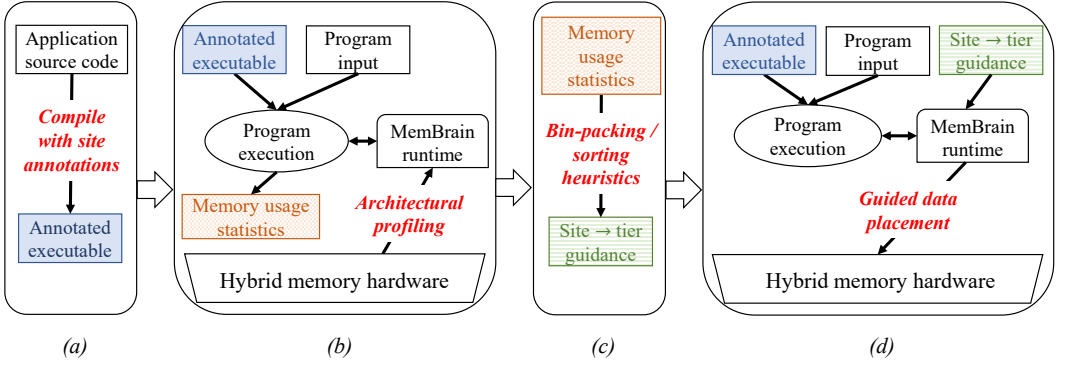 Application
source code
Compile
with site
annotations
Annotated
executable
(a)
Annotated
executable
Program
input
Program
execution
MemBrain
runtime
Memory usage
statistics
Architectural
profiling
Hybrid memory hardware
(b)
Memory
usage
statistics
Bin-packing /
sorting
heuristics
Site → tier
guidance
(c)
Annotated
executable
Program
input
Site → tier
guidance
Program
execution
MemBrain
runtime
Guided data
placement
Hybrid memory hardware
(d)